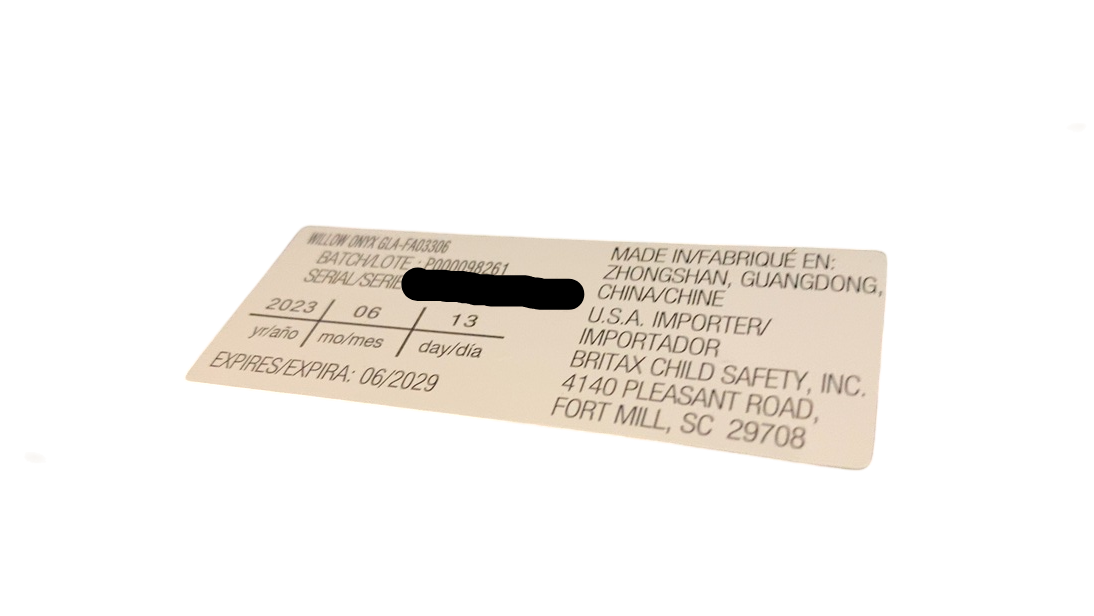 WILLOW ONYX GLA-FA03306
BATCH/LOTE : P000098261
SERIAL/SERIE
2023 06 13
yr/año mo/mes day/día
EXPIRES/EXPIRA: 06/2029
MADE IN/FABRIQUÉ EN:
ZHONGSHAN, GUANGDONG,
CHINA/CHINE
U.S.A. IMPORTER/
IMPORTADOR
BRITAX CHILD SAFETY, INC.
4140 PLEASANT ROAD,
FORT MILL, SC 29708